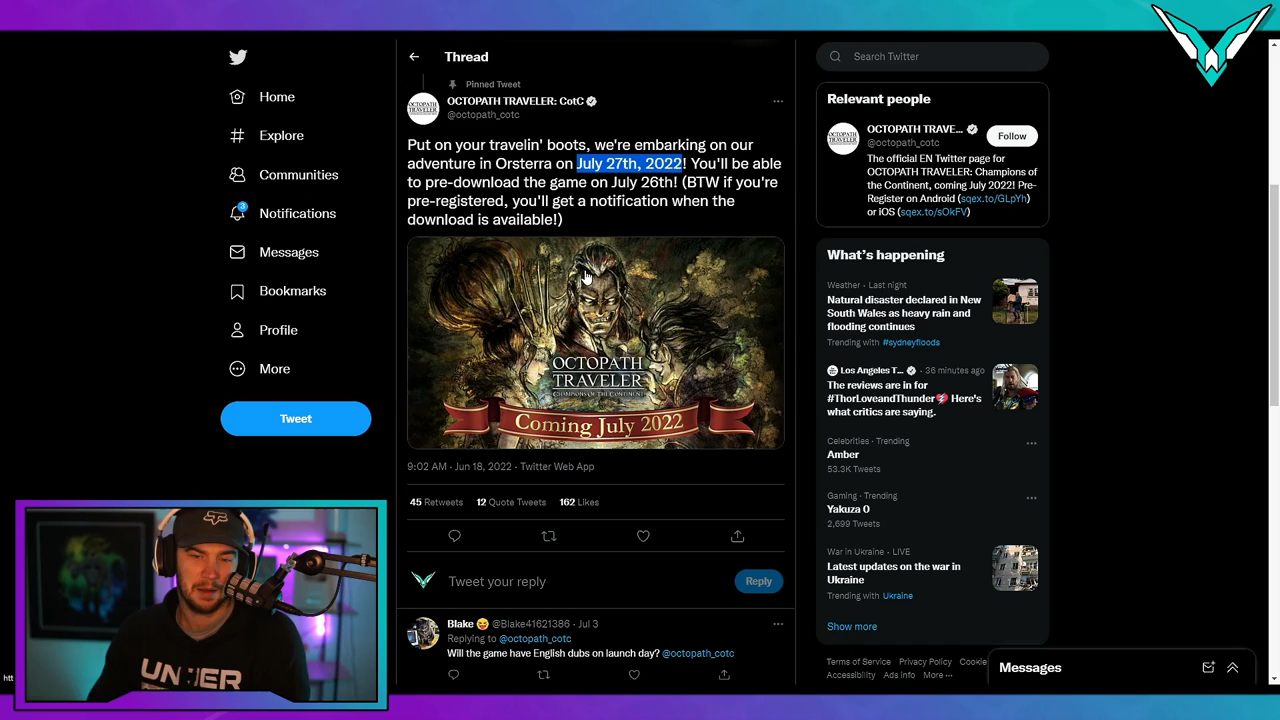 Home
Explore
Communities
3
Notifications
Messages
Bookmarks
Profile
More
Tweet
Thread
Pinned Tweet
OCTOPATH TRAVELER: CotC
@octopath_cotc
Put on your travelin' boots, we're embarking on our
adventure in Orsterra on July 27th, 2022! You'll be able
to pre-download the game on July 26th! (BTW if you're
pre-registered, you'll get a notification when the
download is available!)
OCTOPATH
TRAVELER
CHAMPIONS OF THE CONTINENT
Coming July 2022
9:02 AM · Jun 18, 2022 · Twitter Web App
45 Retweets 12 Quote Tweets 162 Likes
Tweet your reply
Reply
Blake 😝 @Blake41621386 · Jul 3
Replying to @octopath_cotc
Will the game have English dubs on launch day? @octopath_cotc
Search Twitter
Relevant people
OCTOPATH TRAVE...
@octopath_cotc
Follow
The official EN Twitter page for
OCTOPATH TRAVELER: Champions of
the Continent, coming July 2022! Pre-
Register on Android (sqex.to/GLpYh)
or iOS (sqex.to/sOkFV)
What's happening
Weather · Last night
Natural disaster declared in New
South Wales as heavy rain and
flooding continues
Trending with #sydneyfloods
Los Angeles T... · 36 minutes ago
The reviews are in for
#ThorLoveandThunder Here's
what critics are saying.
Celebrities · Trending
Amber
53.3K Tweets
Gaming · Trending
Yakuza 0
2,699 Tweets
War in Ukraine · LIVE
Latest updates on the war in
Ukraine
Trending with Ukraine
Show more
Terms of Service Privacy Policy Cookie
Accessibility Ads info More ···
Messages